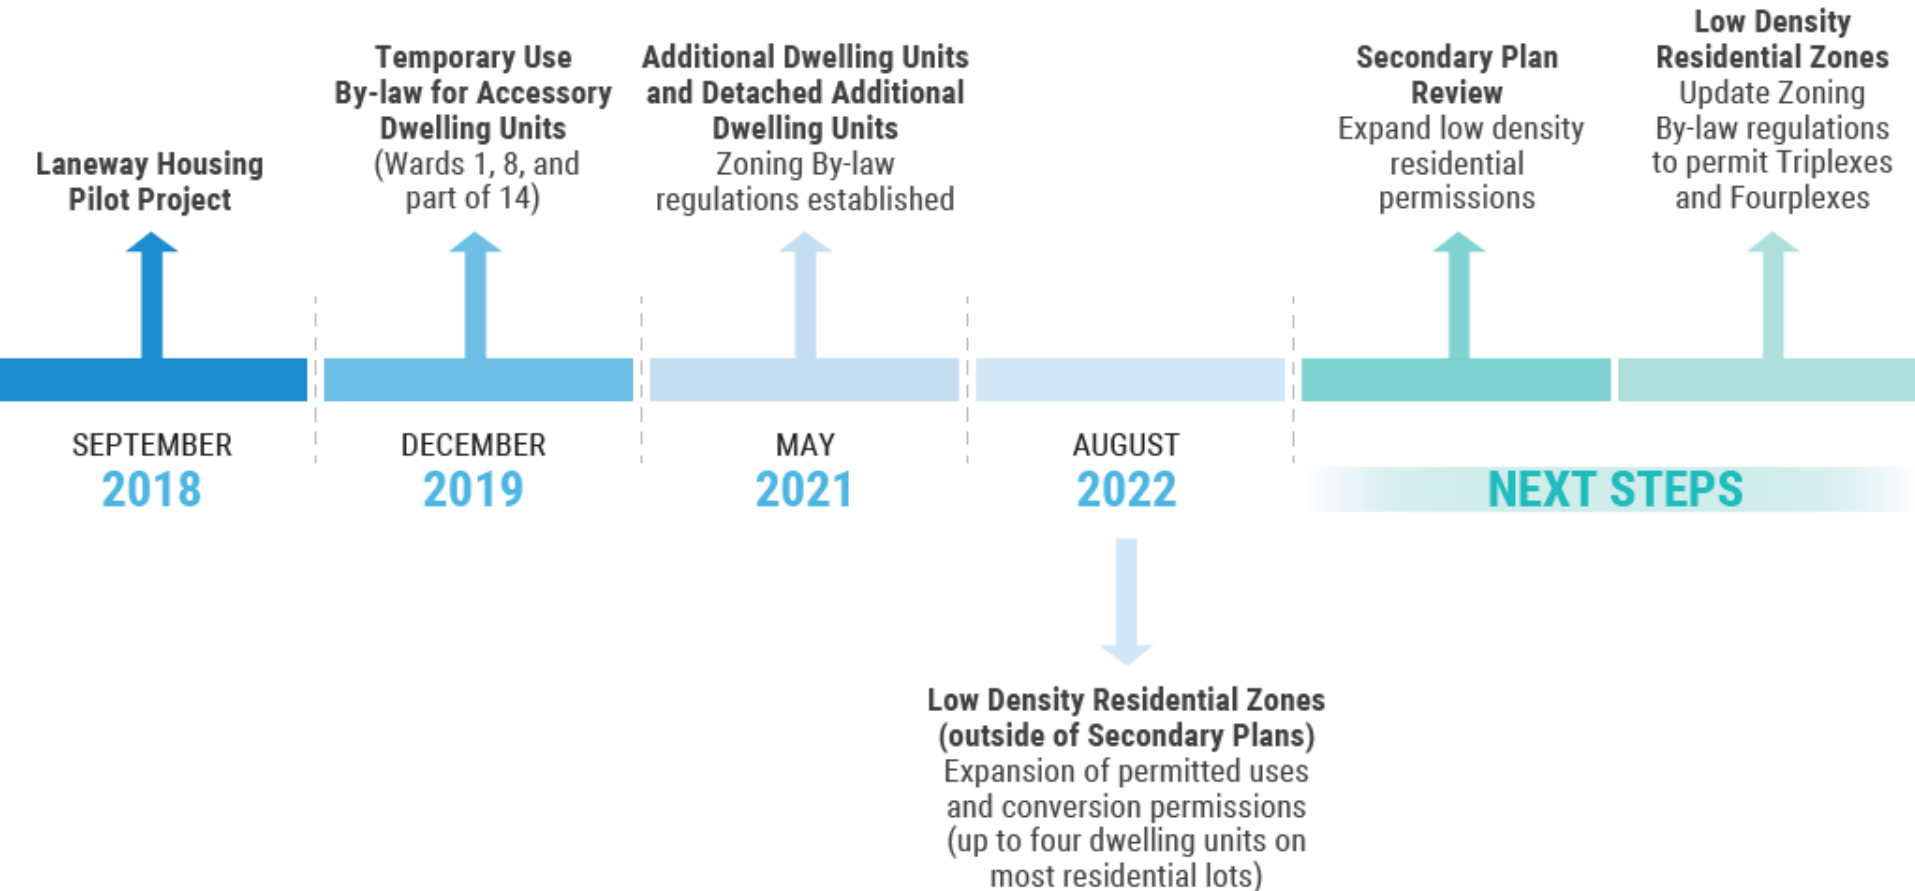 Laneway Housing
Pilot Project
SEPTEMBER
2018
Temporary Use
By-law for Accessory
Dwelling Units
(Wards 1, 8, and
part of 14)
DECEMBER
2019
Additional Dwelling Units
and Detached Additional
Dwelling Units
Zoning By-law
regulations established
MAY
2021
AUGUST
2022
Low Density Residential Zones
(outside of Secondary Plans)
Expansion of permitted uses
and conversion permissions
(up to four dwelling units on
most residential lots)
Secondary Plan
Review
Expand low density
residential
permissions
Low Density
Residential Zones
Update Zoning
By-law regulations
to permit Triplexes
and Fourplexes
NEXT STEPS